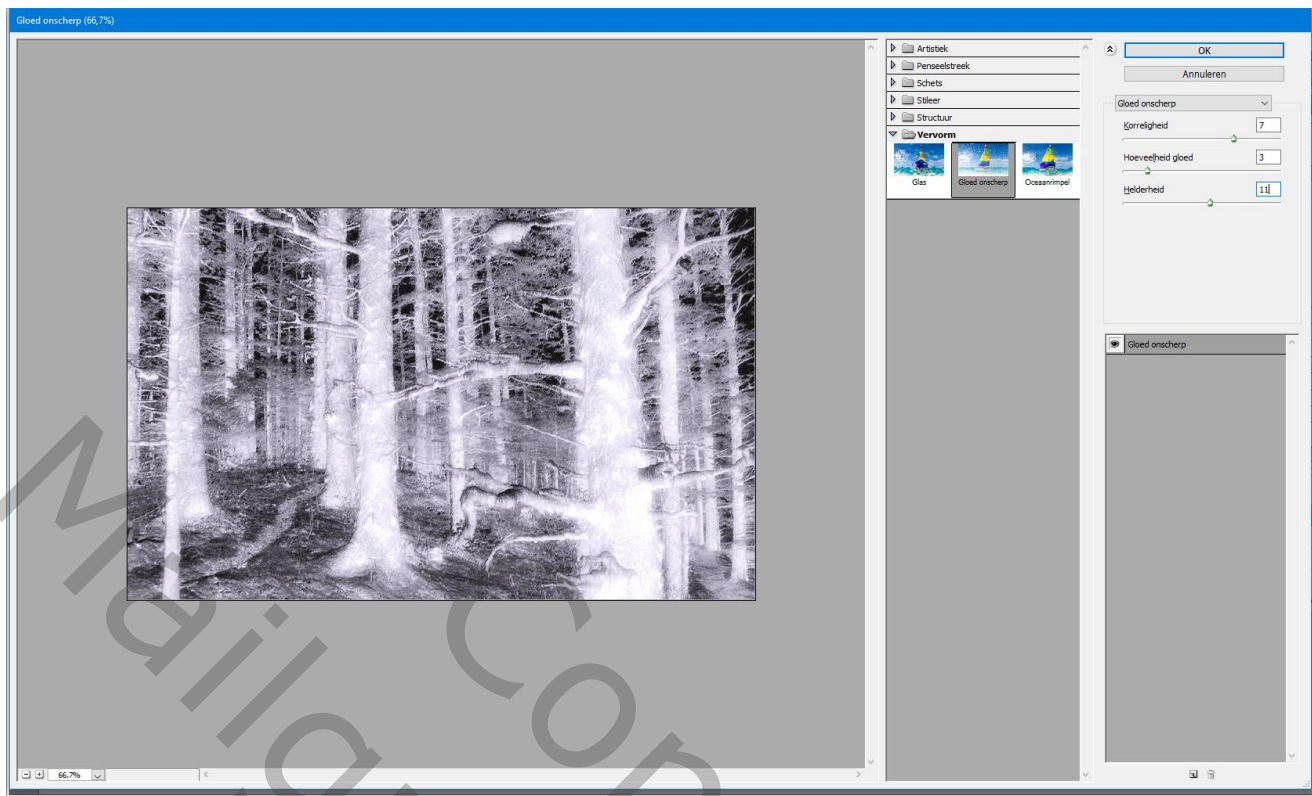 Gloed onscherp (66,7%)
Artistiek
Penseelstreek
Schets
Stileer
Structuur
Vervorm
Glas
Gloed onscherp
Oceaanrimpel
OK
Annuleren
Gloed onscherp
Korreligheid 7
Hoeveelheid gloed 3
Helderheid 11
Gloed onscherp
66,7%